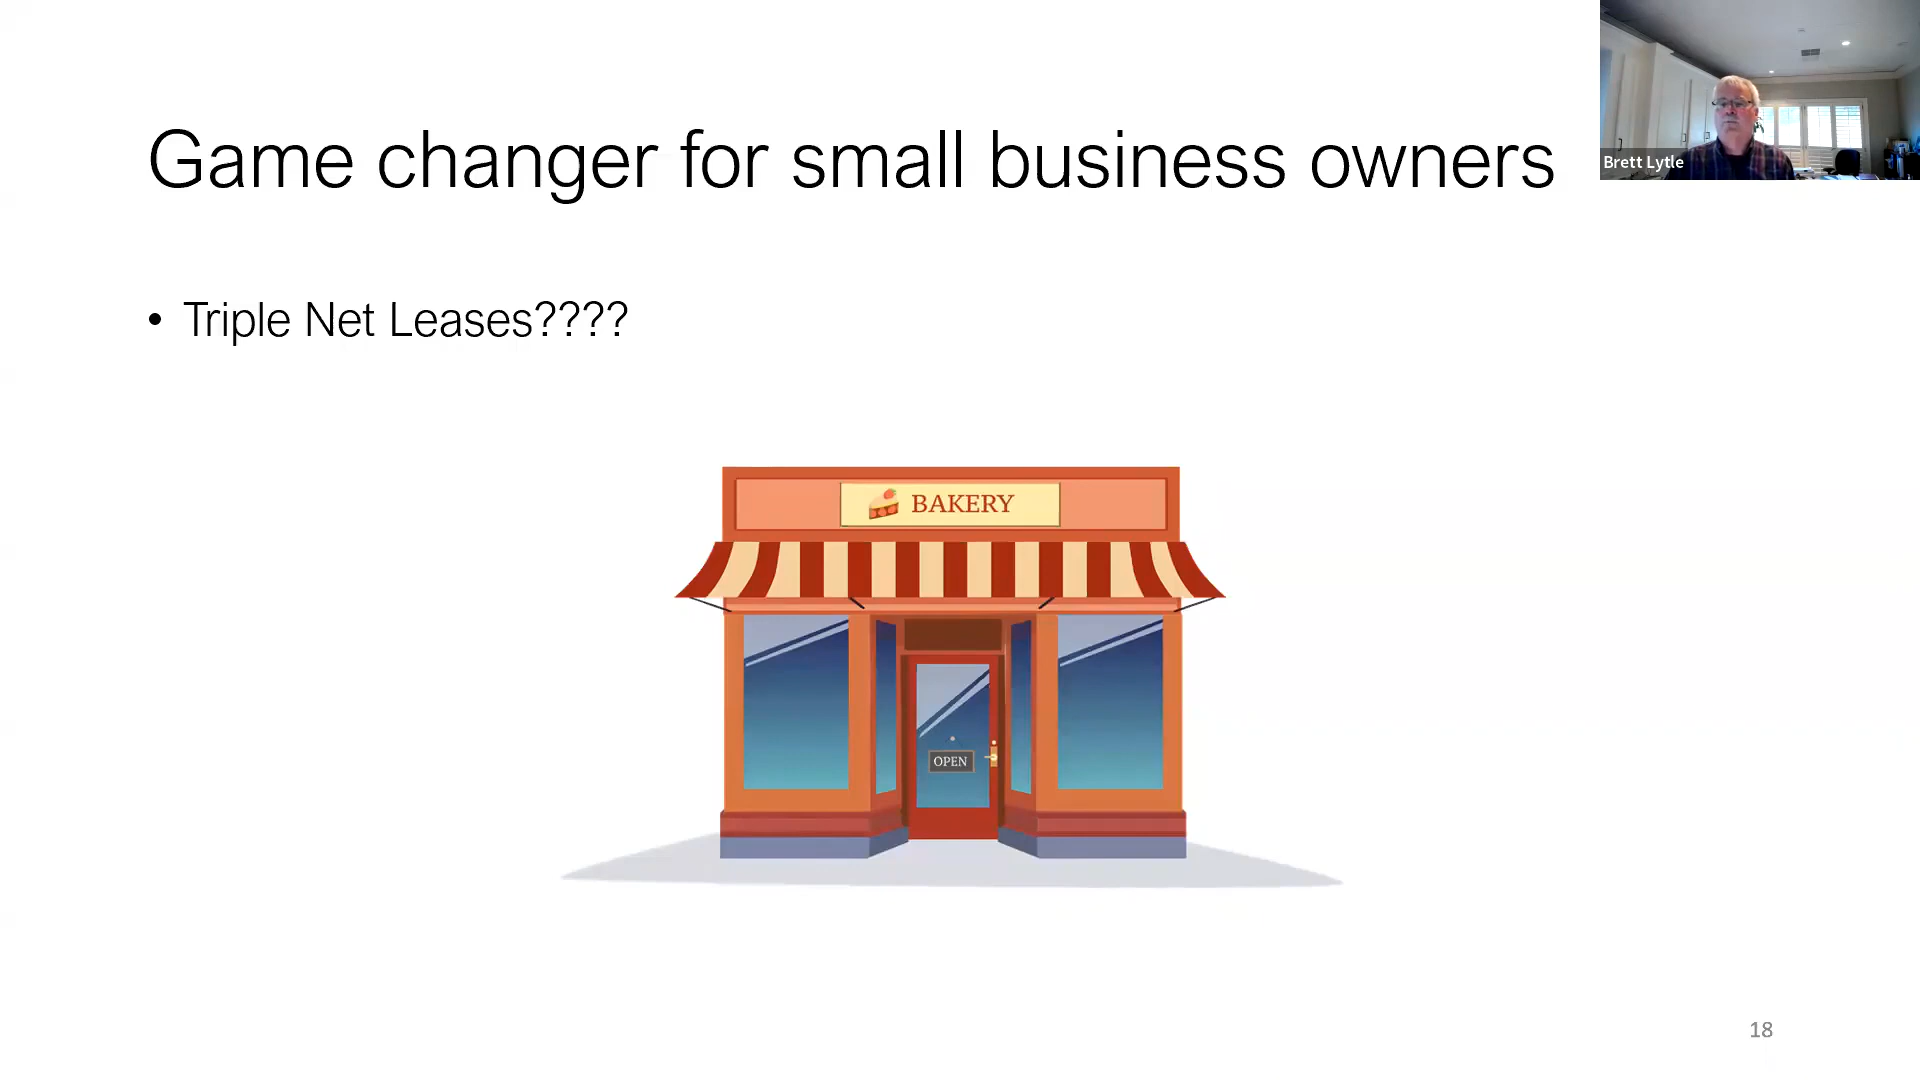 Game changer for small business owners
Brett Lytle
• Triple Net Leases????
BAKERY
OPEN
18